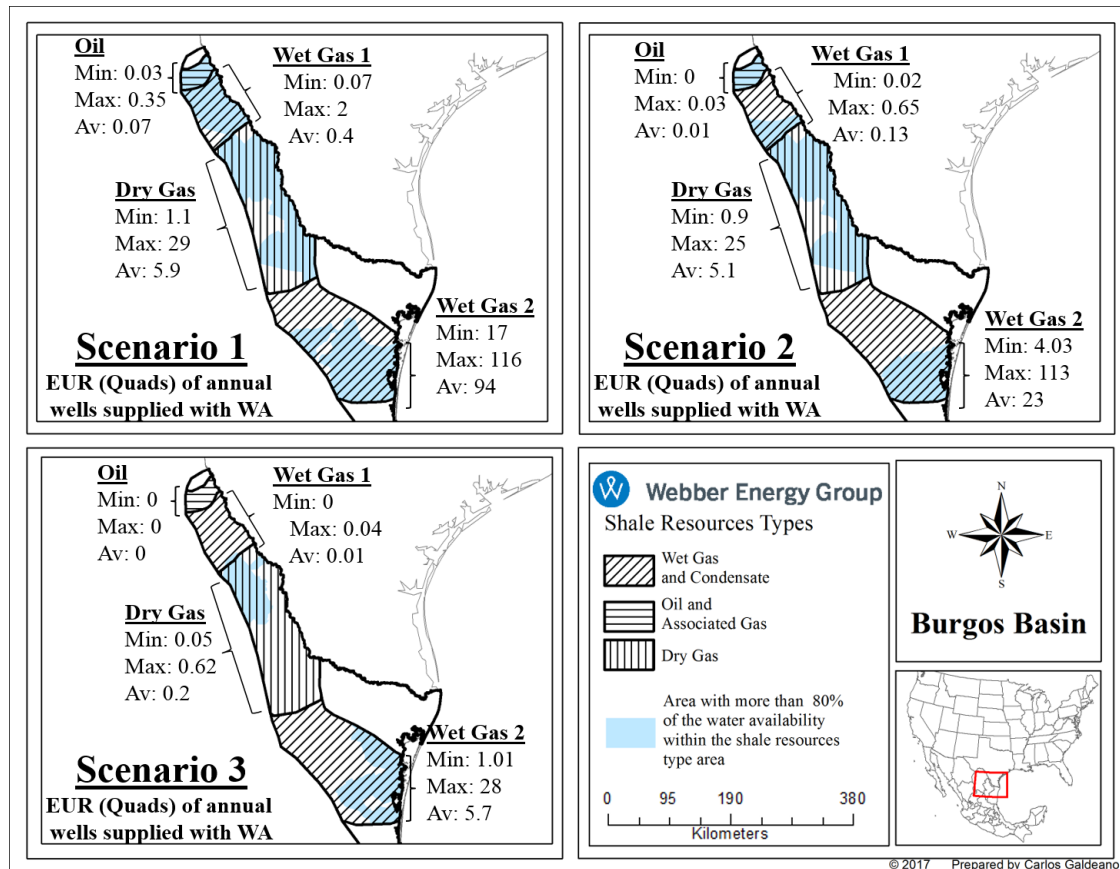 Oil
Min: 0.03
Max: 0.35
Av: 0.07
Wet Gas 1
Min: 0.07
Max: 2
Av: 0.4
Dry Gas
Min: 1.1
Max: 29
Av: 5.9
Wet Gas 2
Min: 17
Max: 116
Av: 94
Scenario 1
EUR (Quads) of annual
wells supplied with WA
Oil
Min: 0
Max: 0.03
Av: 0.01
Wet Gas 1
Min: 0.02
Max: 0.65
Av: 0.13
Dry Gas
Min: 0.9
Max: 25
Av: 5.1
Wet Gas 2
Min: 4.03
Max: 113
Av: 23
Scenario 2
EUR (Quads) of annual
wells supplied with WA
Oil
Min: 0
Max: 0
Av: 0
Wet Gas 1
Min: 0
Max: 0.04
Av: 0.01
Dry Gas
Min: 0.05
Max: 0.62
Av: 0.2
Wet Gas 2
Min: 1.01
Max: 28
Av: 5.7
Scenario 3
EUR (Quads) of annual
wells supplied with WA
Webber Energy Group
Shale Resources Types
Wet Gas
and Condensate
Oil and
Associated Gas
Dry Gas
Area with more than 80%
of the water availability
within the shale resources
type area
0 95 190 380
Kilometers
N
W E
S
Burgos Basin
© 2017 Prepared by Carlos Galdeano